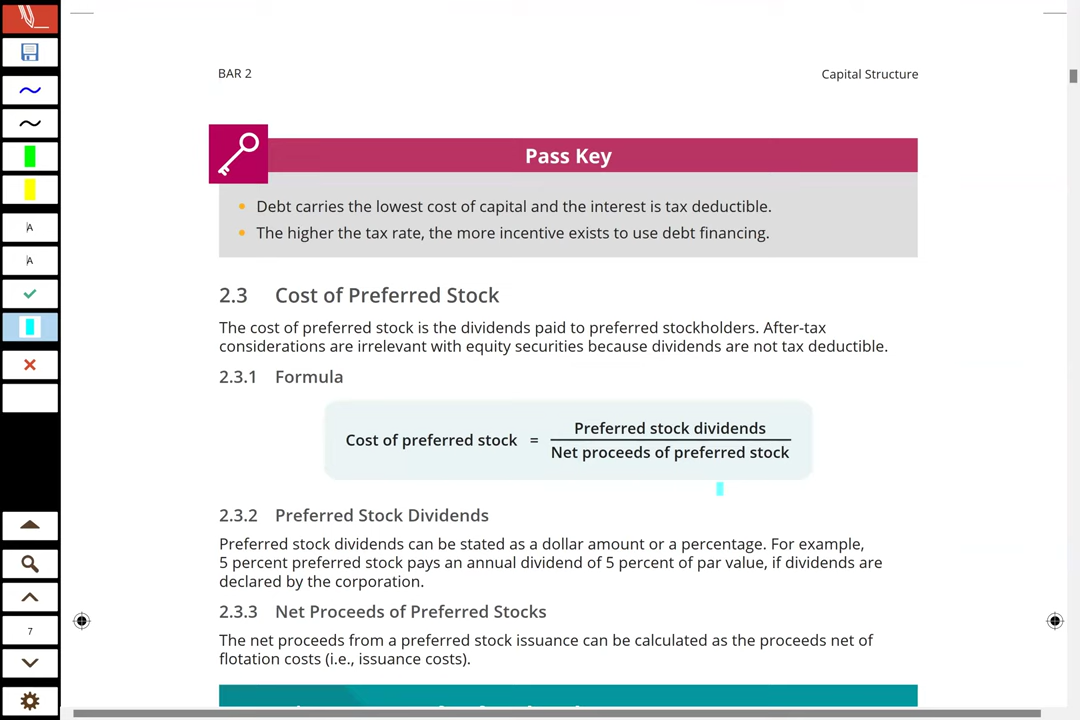 BAR 2
Capital Structure
Pass Key
• Debt carries the lowest cost of capital and the interest is tax deductible.
• The higher the tax rate, the more incentive exists to use debt financing.
2.3 Cost of Preferred Stock
The cost of preferred stock is the dividends paid to preferred stockholders. After-tax
considerations are irrelevant with equity securities because dividends are not tax deductible.
2.3.1 Formula
Cost of preferred stock = Preferred stock dividends
Net proceeds of preferred stock
2.3.2 Preferred Stock Dividends
Preferred stock dividends can be stated as a dollar amount or a percentage. For example,
5 percent preferred stock pays an annual dividend of 5 percent of par value, if dividends are
declared by the corporation.
2.3.3 Net Proceeds of Preferred Stocks
The net proceeds from a preferred stock issuance can be calculated as the proceeds net of
flotation costs (i.e., issuance costs).
A
A
7